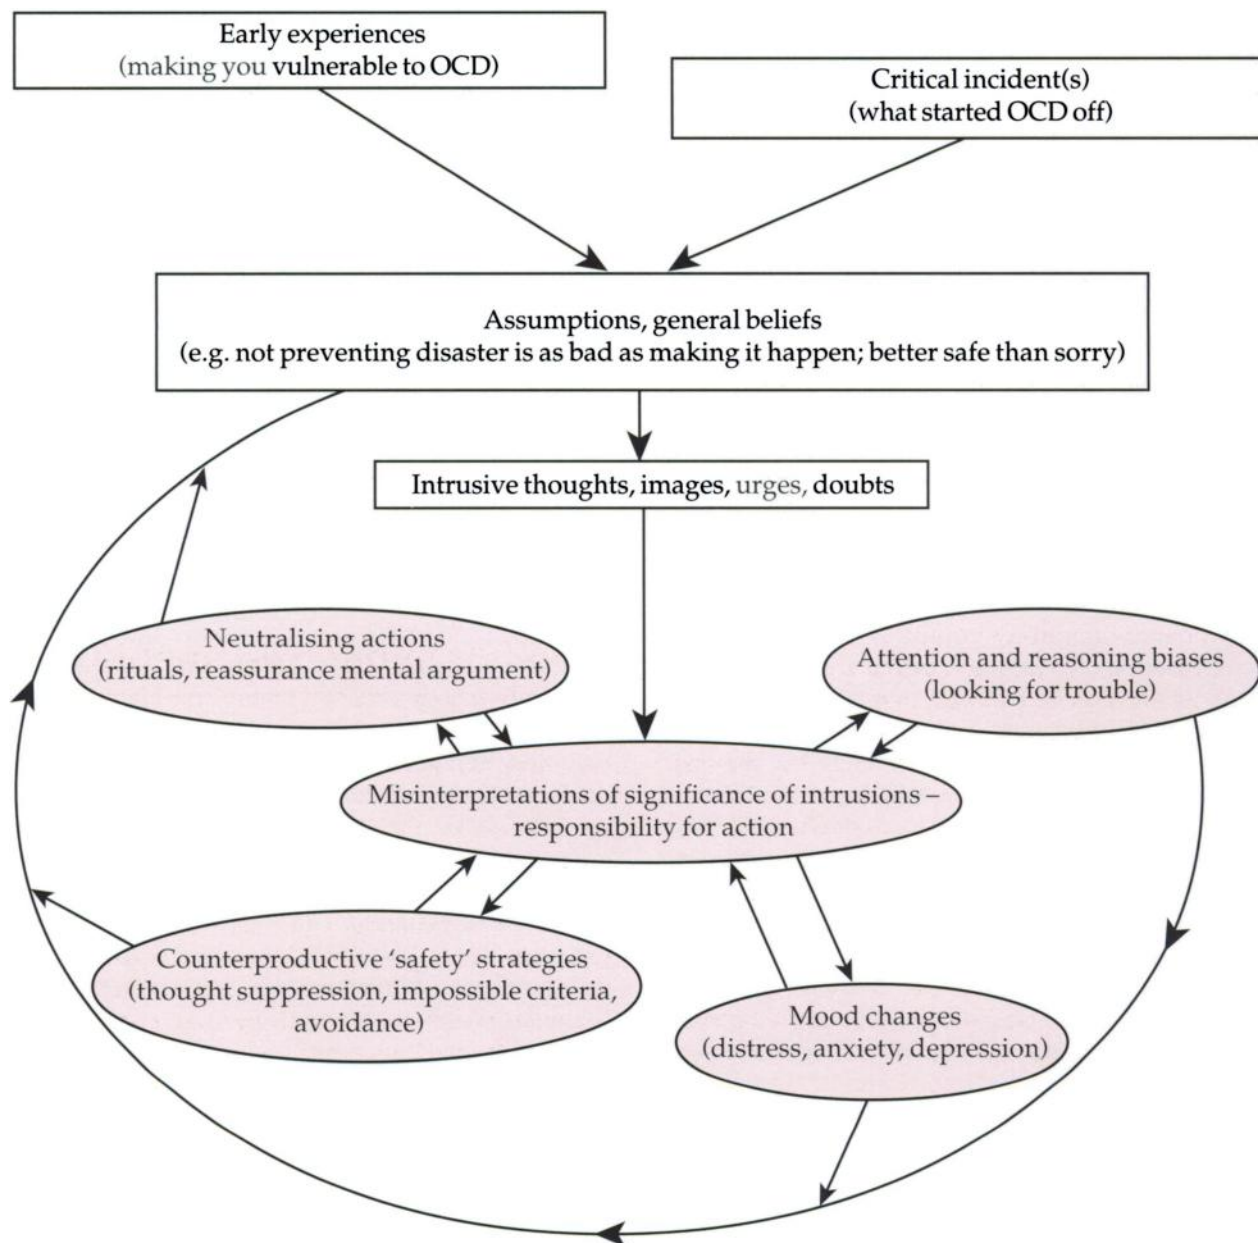 Early experiences
(making you vulnerable to OCD)
Critical incident(s)
(what started OCD off)
Assumptions, general beliefs
(e.g. not preventing disaster is as bad as making it happen; better safe than sorry)
Intrusive thoughts, images, urges, doubts
Neutralising actions
(rituals, reassurance mental argument)
Attention and reasoning biases
(looking for trouble)
Misinterpretations of significance of intrusions –
responsibility for action
Counterproductive ‘safety’ strategies
(thought suppression, impossible criteria,
avoidance)
Mood changes
(distress, anxiety, depression)